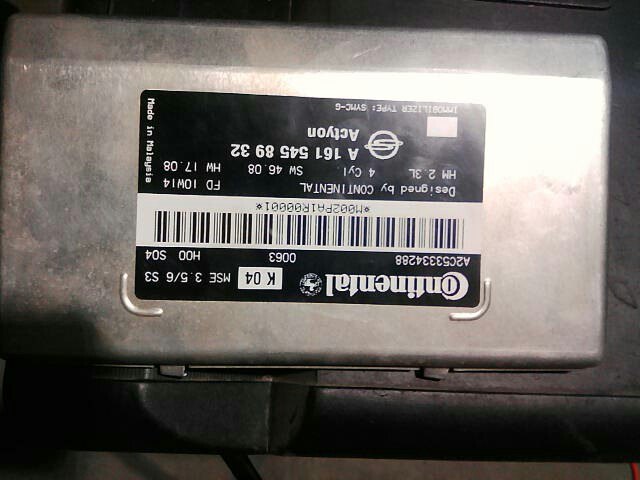 Continental K 04 MSE 3.5/6 S3
A2C53334288 0063 H00 S04
*M002PA1R00001*
Designed by CONTINENTAL FD 10W14
HM 2.3L 4 Cyl. SW 46.08 HW 17.08
A 161 545 89 32
Actyon
IMMOBILIZER TYPE: SYMC-G
Made in Malaysia